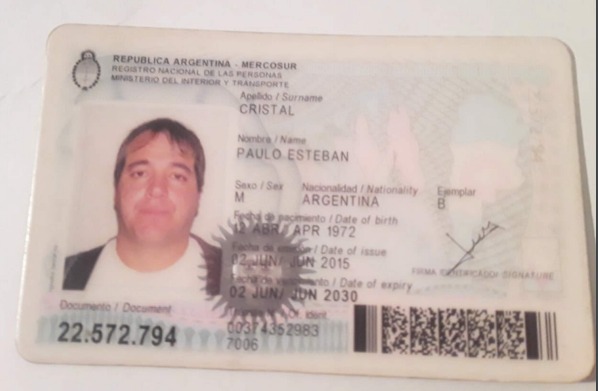 REPUBLICA ARGENTINA - MERCOSUR
REGISTRO NACIONAL DE LAS PERSONAS
MINISTERIO DEL INTERIOR Y TRANSPORTE
Apellido / Surname
CRISTAL
Nombre / Name
PAULO ESTEBAN
Sexo / Sex Nacionalidad / Nationality Ejemplar
M ARGENTINA B
Fecha de nacimiento / Date of birth
12 ABR/ APR 1972
Fecha de emisión / Date of issue
02 JUN/ JUN 2015
Fecha de vencimiento / Date of expiry
02 JUN/ JUN 2030
FIRMA SIGNATURE
Documento / Document Of. ident.
22.572.794
7006